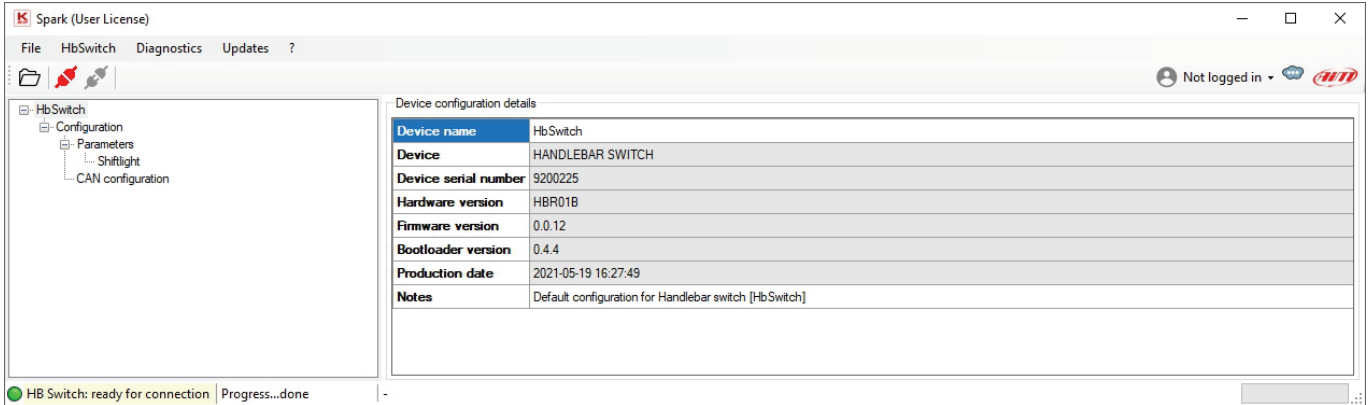 K Spark (User License)
File HbSwitch Diagnostics Updates ?
Not logged in AiM
HbSwitch
Configuration
Parameters
Shiftlight
CAN configuration
Device configuration details
Device name HbSwitch
Device HANDLEBAR SWITCH
Device serial number 9200225
Hardware version HBR01B
Firmware version 0.0.12
Bootloader version 0.4.4
Production date 2021-05-19 16:27:49
Notes Default configuration for Handlebar switch [HbSwitch]
HB Switch: ready for connection Progress...done -